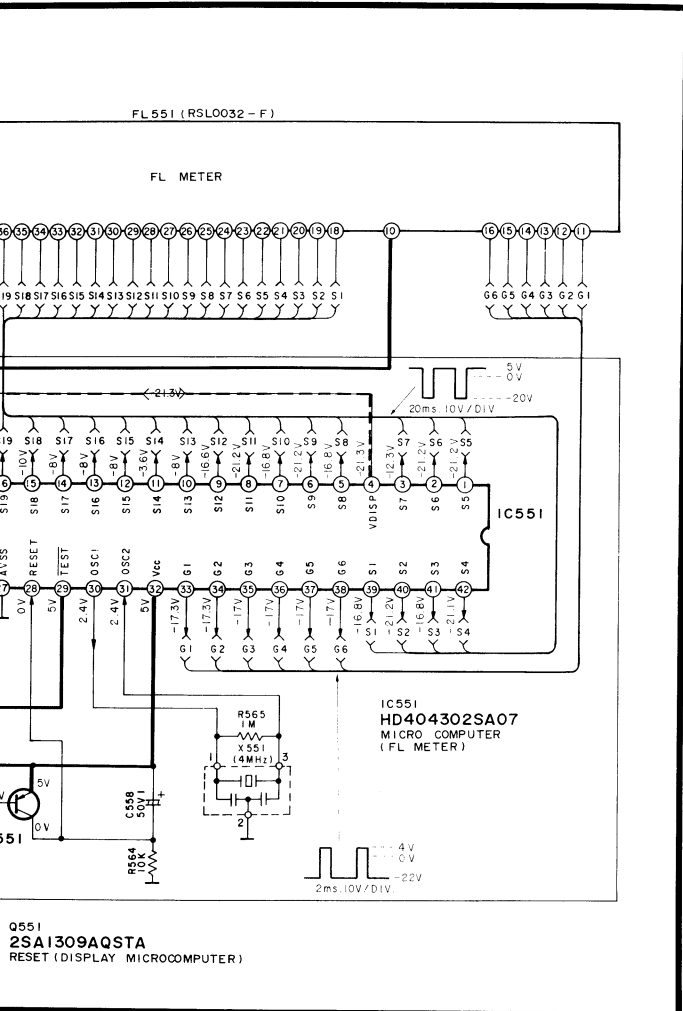 FL551 (RSL0032-F)
FL METER
36 35 34 33 32 31 30 29 28 27 26 25 24 23 22 21 20 19 18 10 16 15 14 13 12 11
S19 S18 S17 S16 S15 S14 S13 S12 S11 S10 S9 S8 S7 S6 S5 S4 S3 S2 S1 G6 G5 G4 G3 G2 G1
-21.3V
5V
0V
-20V
20ms.10V/DIV
S19 S18 S17 S16 S15 S14 S13 S12 S11 S10 S9 S8 S7 S6 S5
-10V -8V -8V -8V -3.6V -8V -16.6V -21.2V -16.8V -21.2V -16.8V -21.3V -12.3V -21.2V -21.2V
16 15 14 13 12 11 10 9 8 7 6 5 4 3 2 1
S19 S18 S17 S16 S15 S14 S13 S12 S11 S10 S9 S8 VDISP S7 S6 S5
IC551
AVSS RESET TEST OSC1 OSC2 Vcc G1 G2 G3 G4 G5 G6 S1 S2 S3 S4
27 28 29 30 31 32 33 34 35 36 37 38 39 40 41 42
0V 5V 2.4V 2.4V 5V -17.3V -17.3V -17V -17V -17V -17V -16.8V -21.2V -16.8V -21.1V
S1 S2 S3 S4
G1 G2 G3 G4 G5 G6
IC551
HD404302SA07
MICRO COMPUTER
(FL METER)
R565
1M
X551
(4MHz)
1 3
2
5V
0V
551
C558
50V1
+
R564
10K
4V
0V
-22V
2ms.10V/DIV.
Q551
2SA1309AQSTA
RESET (DISPLAY MICROCOMPUTER)